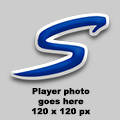 S
Player photo
goes here
120 x 120 px